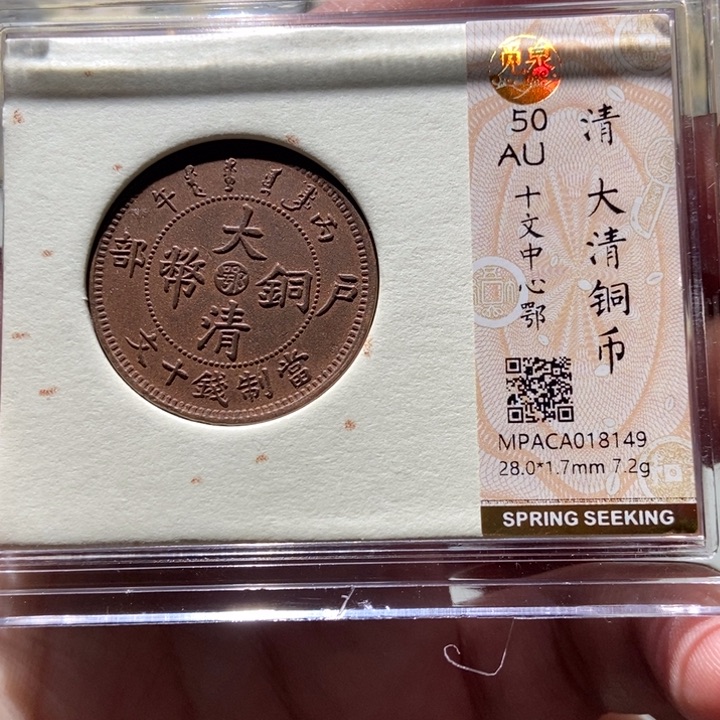 大清銅幣
鄂
丙午
戶部
當制錢十文
泉
50
AU
清 大清铜币
十文中心鄂
MPACA018149
28.0*1.7mm 7.2g
SPRING SEEKING